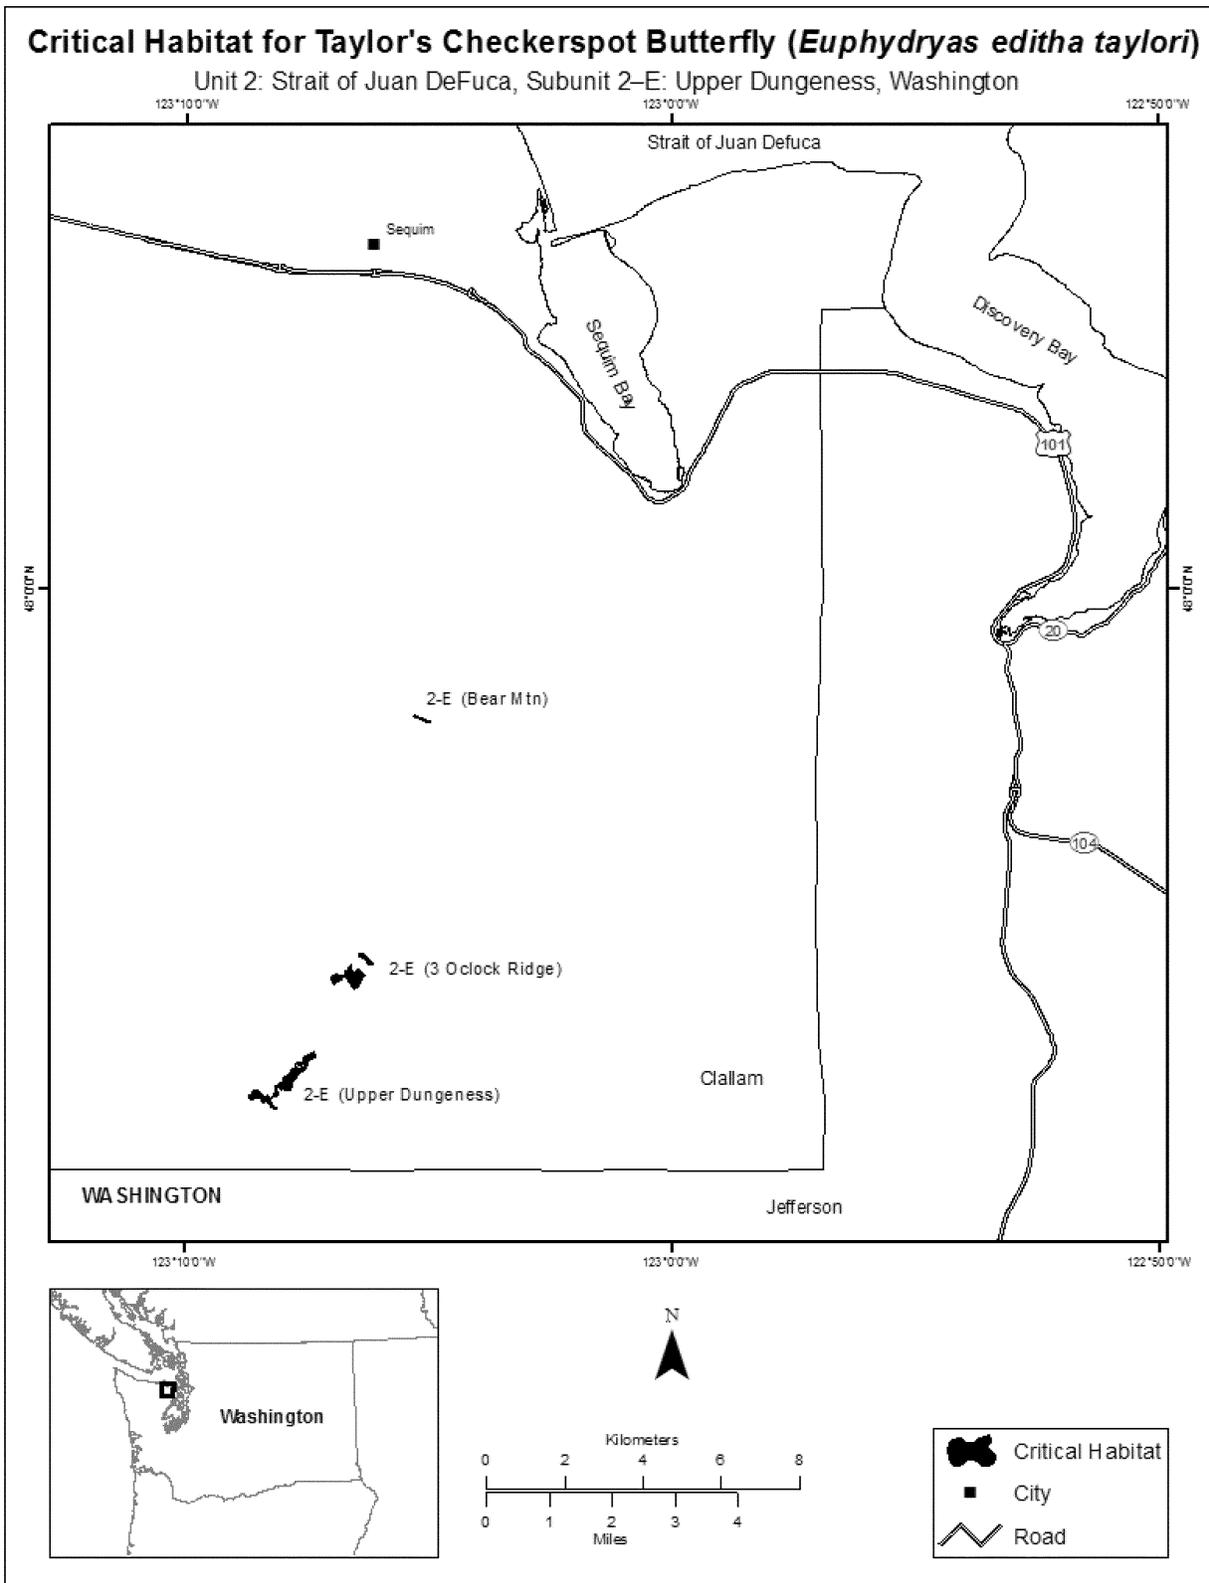 Critical Habitat for Taylor's Checkerspot Butterfly (Euphydryas editha taylori)
Unit 2: Strait of Juan DeFuca, Subunit 2–E: Upper Dungeness, Washington
123°10'0"W
123°0'0"W
122°50'0"W
Strait of Juan Defuca
Sequim
Sequim Bay
Discovery Bay
101
48°0'0"N
48°0'0"N
20
2-E (Bear Mtn)
104
2-E (3 Oclock Ridge)
Clallam
2-E (Upper Dungeness)
WASHINGTON
Jefferson
123°10'0"W
123°0'0"W
122°50'0"W
N
Washington
Kilometers
0 2 4 6 8
0 1 2 3 4
Miles
Critical Habitat
City
Road